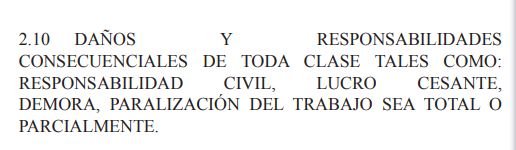 2.10 DAÑOS Y RESPONSABILIDADES
CONSECUENCIALES DE TODA CLASE TALES COMO:
RESPONSABILIDAD CIVIL, LUCRO CESANTE,
DEMORA, PARALIZACIÓN DEL TRABAJO SEA TOTAL O
PARCIALMENTE.